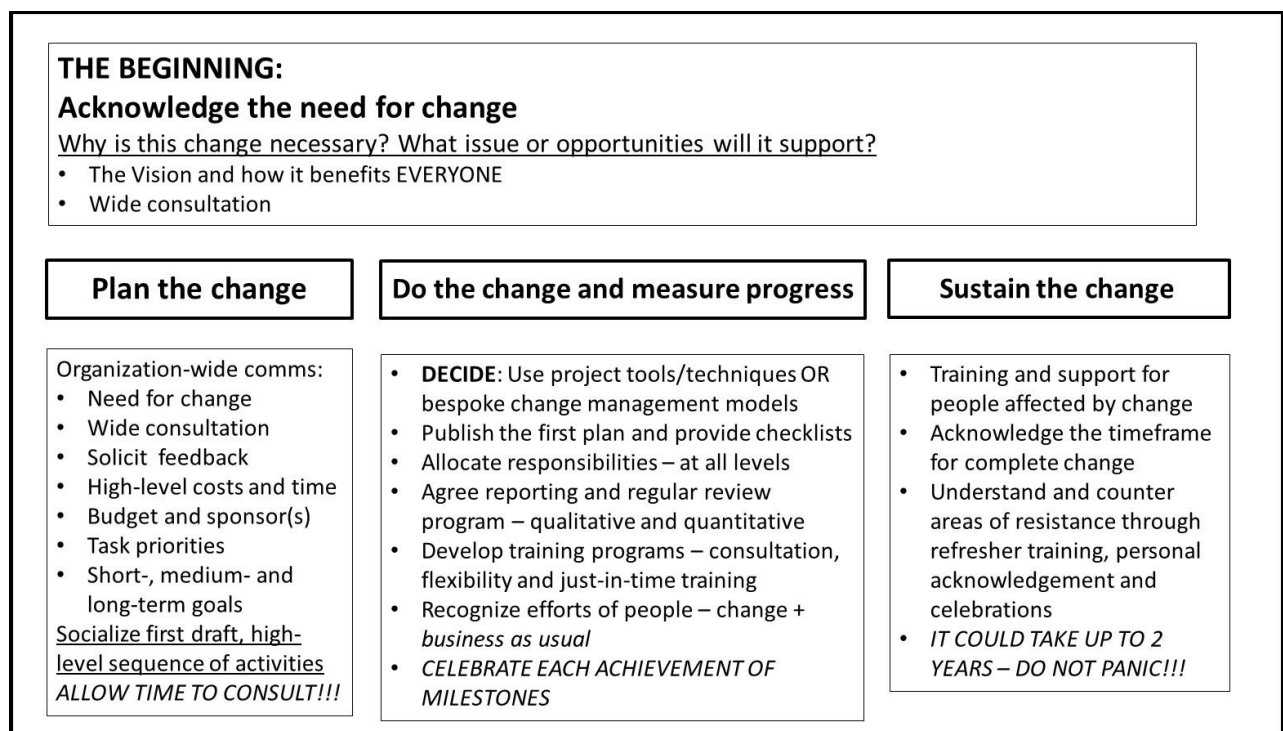 THE BEGINNING:
Acknowledge the need for change
Why is this change necessary? What issue or opportunities will it support?
• The Vision and how it benefits EVERYONE
• Wide consultation
Plan the change
Organization-wide comms:
• Need for change
• Wide consultation
• Solicit feedback
• High-level costs and time
• Budget and sponsor(s)
• Task priorities
• Short-, medium- and
long-term goals
Socialize first draft, high-
level sequence of activities
ALLOW TIME TO CONSULT!!!
Do the change and measure progress
• DECIDE: Use project tools/techniques OR
bespoke change management models
• Publish the first plan and provide checklists
• Allocate responsibilities – at all levels
• Agree reporting and regular review
program – qualitative and quantitative
• Develop training programs – consultation,
flexibility and just-in-time training
• Recognize efforts of people – change +
business as usual
• CELEBRATE EACH ACHIEVEMENT OF
MILESTONES
Sustain the change
• Training and support for
people affected by change
• Acknowledge the timeframe
for complete change
• Understand and counter
areas of resistance through
refresher training, personal
acknowledgement and
celebrations
• IT COULD TAKE UP TO 2
YEARS – DO NOT PANIC!!!